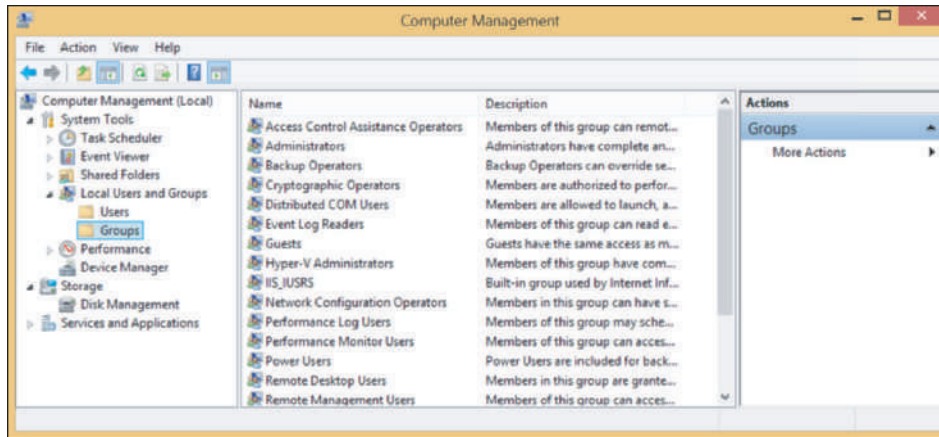 Computer Management
File Action View Help
Computer Management (Local)
System Tools
Task Scheduler
Event Viewer
Shared Folders
Local Users and Groups
Users
Groups
Performance
Device Manager
Storage
Disk Management
Services and Applications
Name Description
Access Control Assistance Operators Members of this group can remot...
Administrators Administrators have complete an...
Backup Operators Backup Operators can override se...
Cryptographic Operators Members are authorized to perfor...
Distributed COM Users Members are allowed to launch, a...
Event Log Readers Members of this group can read e...
Guests Guests have the same access as m...
Hyper-V Administrators Members of this group have com...
IIS_IUSRS Built-in group used by Internet Inf...
Network Configuration Operators Members in this group can have s...
Performance Log Users Members of this group may sche...
Performance Monitor Users Members of this group can acces...
Power Users Power Users are included for back...
Remote Desktop Users Members in this group are grante...
Remote Management Users Members of this group can acces...
Actions
Groups
More Actions